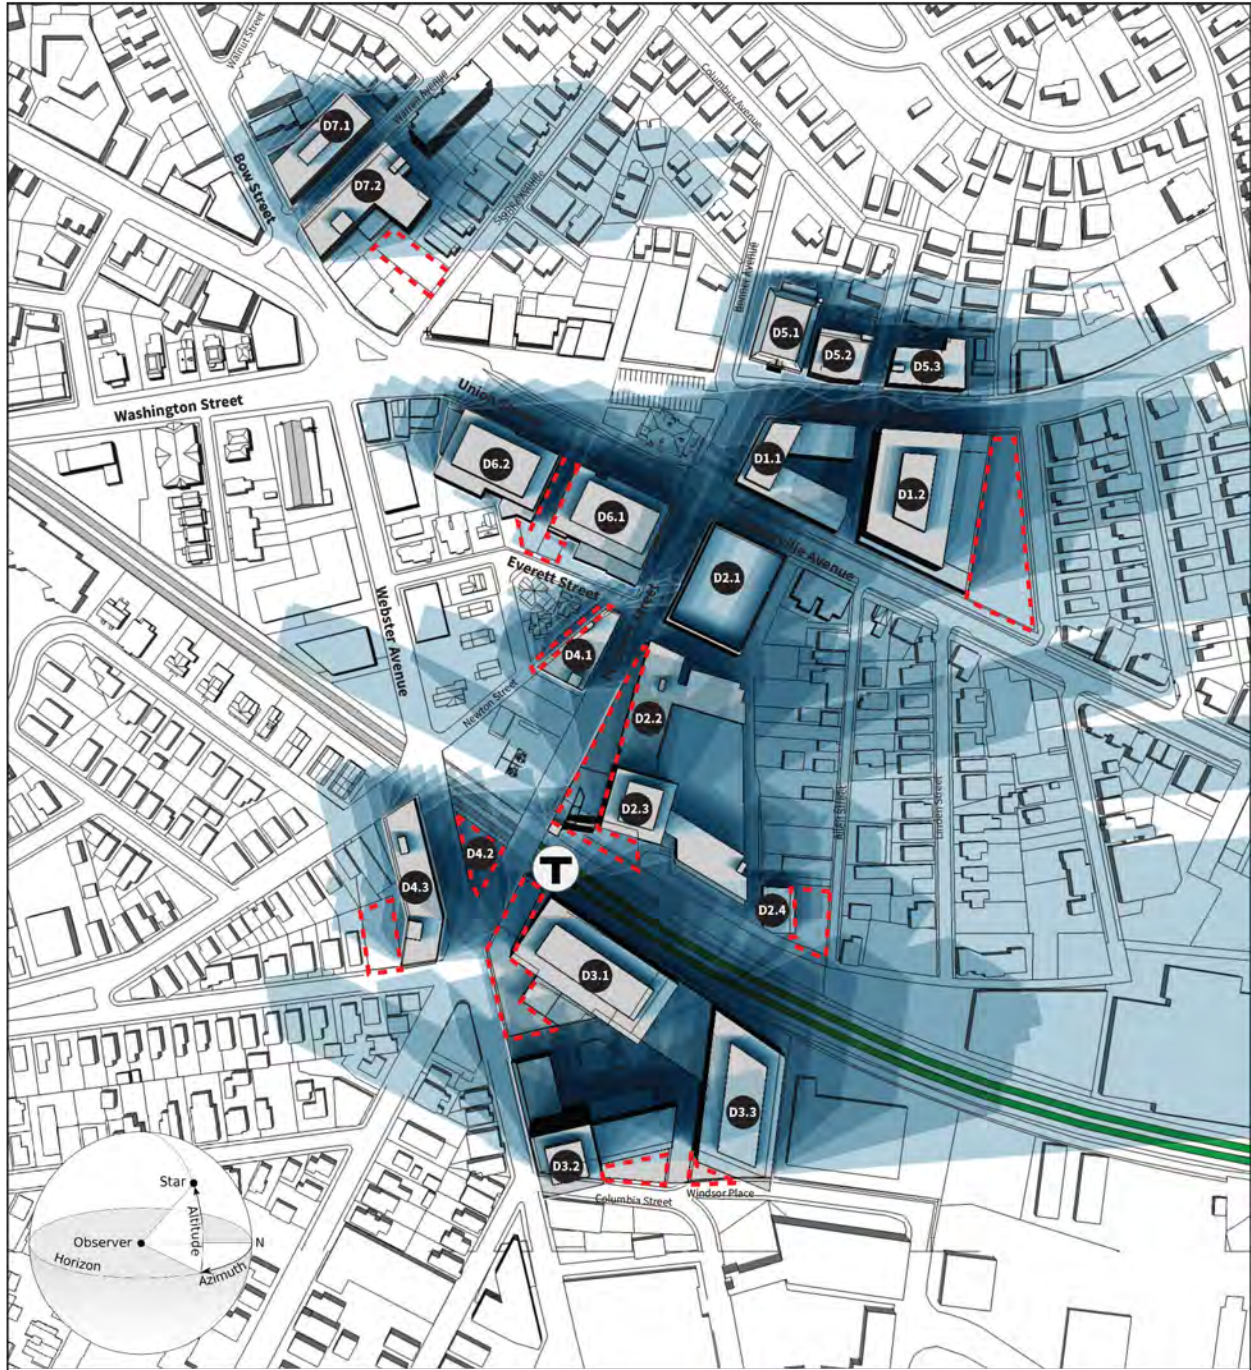 Walnut Street
Warren Avenue
Columbus Avenue
D7.1
Bow Street
D7.2
Bonner Avenue
D5.1
D5.2
D5.3
Washington Street
Union
D6.2
D1.1
D1.2
D6.1
Everett Street
D2.1
Avenue
Webster Avenue
D4.1
Street
Newton Street
D2.2
D2.3
Allen Street
Linden Street
D4.2
T
D4.3
D2.4
D3.1
D3.3
D3.2
Columbia Street
Windsor Place
Star
Altitude
Observer
N
Horizon
Azimuth